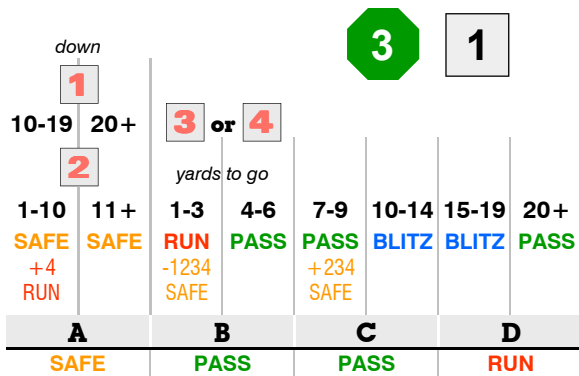 3 1
down
1
10-19 20+ 3 or 4
2 yards to go
1-10 11+ 1-3 4-6 7-9 10-14 15-19 20+
SAFE SAFE RUN PASS PASS BLITZ BLITZ PASS
+4 -1234 +234
RUN SAFE SAFE
A B C D
SAFE PASS PASS RUN